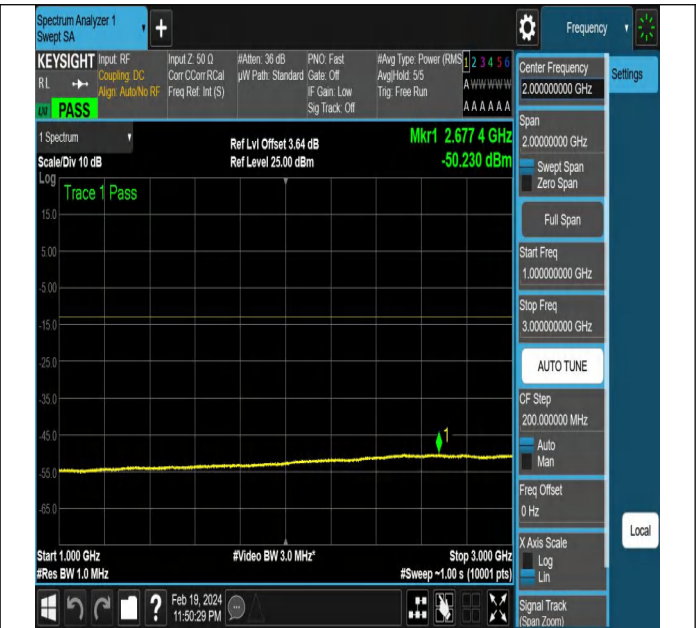 Spectrum Analyzer 1
Swept SA
Frequency
KEYSIGHT
Input: RF
Coupling: DC
Align: Auto/No RF
Input Z: 50 Ω
Corr CCorr RCal
Freq Ref: Int (S)
#Atten: 36 dB
µW Path: Standard
PNO: Fast
Gate: Off
IF Gain: Low
Sig Track: Off
#Avg Type: Power (RMS
Avg|Hold: 5/5
Trig: Free Run
1 2 3 4 5 6
A W W W W W
A A A A A A
RL
PASS
1 Spectrum
Scale/Div 10 dB
Ref Lvl Offset 3.64 dB
Ref Level 25.00 dBm
Mkr1 2.677 4 GHz
-50.230 dBm
Log
Trace 1 Pass
15.0
5.00
-5.00
-15.0
-25.0
-35.0
-45.0
-55.0
-65.0
1
Start 1.000 GHz
#Res BW 1.0 MHz
#Video BW 3.0 MHz*
Stop 3.000 GHz
#Sweep ~1.00 s (10001 pts)
Feb 19, 2024
11:50:29 PM
Center Frequency
2.000000000 GHz
Settings
Span
2.00000000 GHz
Swept Span
Zero Span
Full Span
Start Freq
1.000000000 GHz
Stop Freq
3.000000000 GHz
AUTO TUNE
CF Step
200.000000 MHz
Auto
Man
Freq Offset
0 Hz
X Axis Scale
Log
Lin
Signal Track
(Span Zoom)
Local